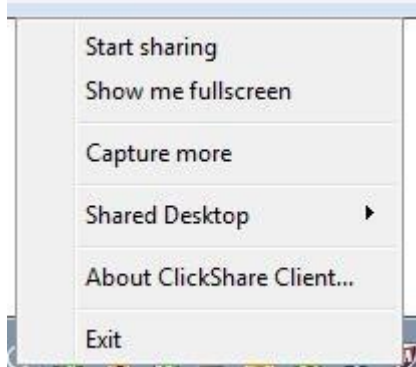 Start sharing
Show me fullscreen
Capture more
Shared Desktop
About ClickShare Client...
Exit